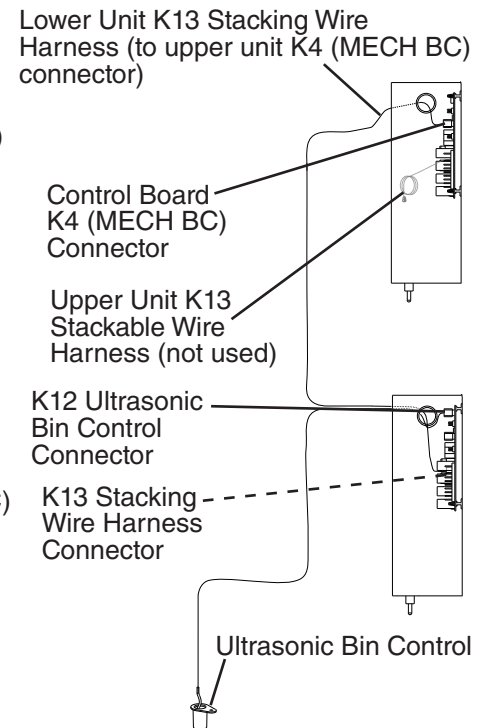 Lower Unit K13 Stacking Wire
Harness (to upper unit K4 (MECH BC)
connector)
)
Control Board
K4 (MECH BC)
Connector
Upper Unit K13
Stackable Wire
Harness (not used)
K12 Ultrasonic
Bin Control
Connector
)
K13 Stacking
Wire Harness
Connector
Ultrasonic Bin Control